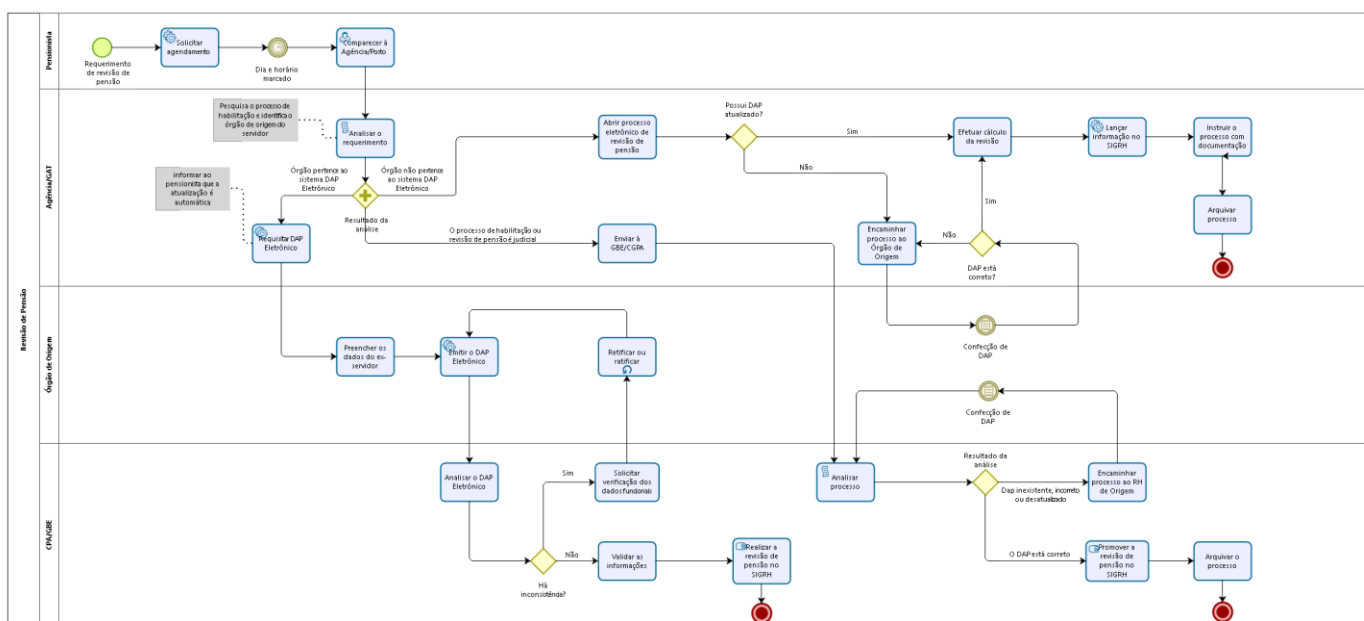 Revisão de Pensão
Pensionista
Requerimento
de revisão de
pensão
Solicitar
agendamento
Dia e horário
marcado
Comparecer à
Agência/Posto
Agência/GAT
Pesquisa o processo de
habilitação e identifica o
órgão de origem do
servidor
Analisar o
requerimento
informar ao
pensionista que a
atualização é
automática
Órgão pertence ao
sistema DAP
Eletrônico
Órgão não pertence
ao sistema DAP
Eletrônico
Resultado da
análise
Requistar DAP
Eletrônico
O processo de habilitação ou
revisão de pensão é judicial
Abrir processo
eletrônico de
revisão de
pensão
Enviar à
GBE/CGPA
Possui DAP
atualizado?
Sim
Não
Efetuar cálculo
da revisão
Lançar
informação no
SIGRH
Instruir o
processo com
documentação
Arquivar
processo
Encaminhar
processo ao
Órgão de
Origem
Não
Sim
DAP está
correto?
Órgão de Origem
Preencher os
dados do ex-
servidor
Emitir o DAP
Eletrônico
Retificar ou
ratificar
Confecção de
DAP
Confecção de
DAP
CPA/GBE
Analisar o DAP
Eletrônico
Sim
Solicitar
verificação dos
dados funcionais
Há
inconsistência?
Não
Validar as
informações
Realizar a
revisão de
pensão no
SIGRH
Analisar
processo
Resultado da
análise
Dap inexistente, incorreto
ou desatualizado
Encaminhar
processo ao RH
de Origem
O DAP está correto
Promover a
revisão de
pensão no
SIGRH
Arquivar o
processo